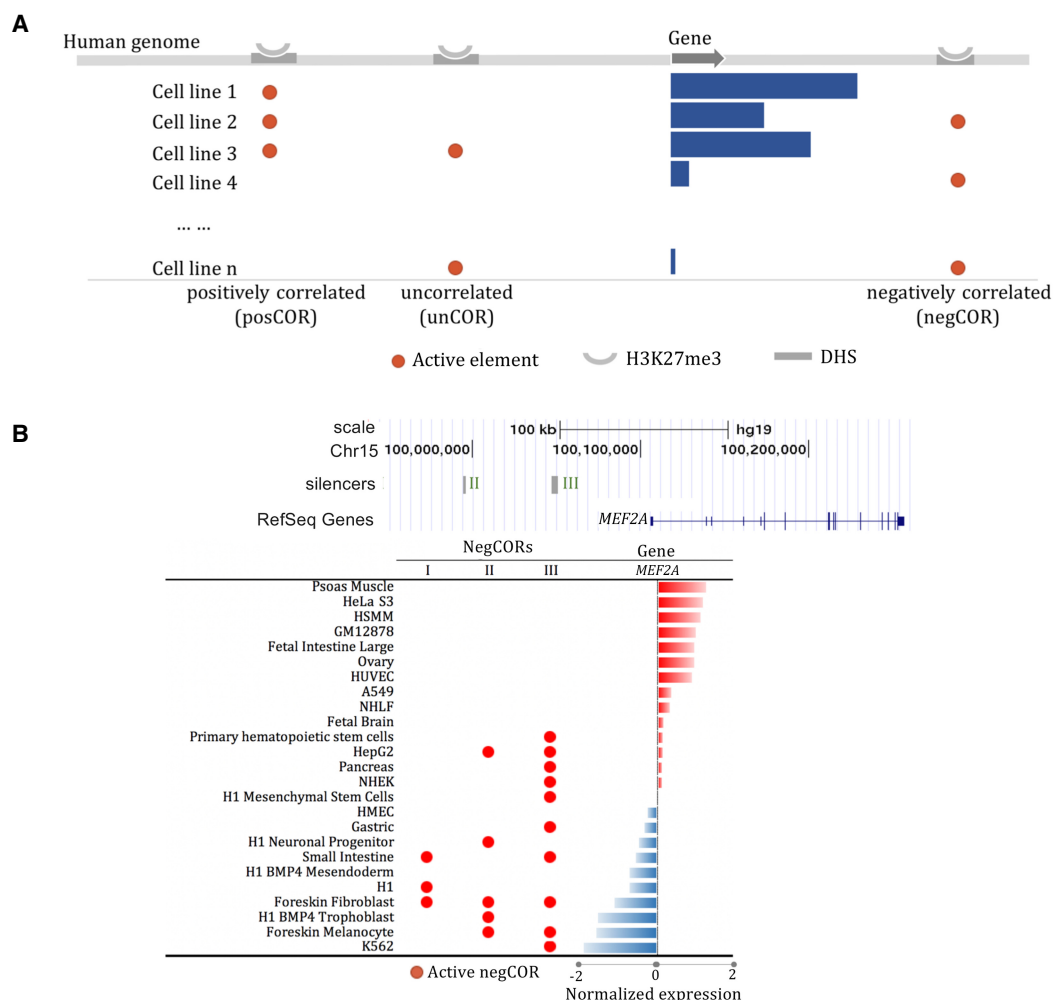 A
Human genome
Gene
Cell line 1
Cell line 2
Cell line 3
Cell line 4
... ...
Cell line n
positively correlated uncorrelated negatively correlated
(posCOR) (unCOR) (negCOR)
Active element H3K27me3 DHS
B
scale 100 kb hg19
Chr15 100,000,000 100,100,000 100,200,000
silencers II III
RefSeq Genes MEF2A
NegCORs Gene
I II III MEF2A
Psoas Muscle
HeLa S3
HSMM
GM12878
Fetal Intestine Large
Ovary
HUVEC
A549
NHLF
Fetal Brain
Primary hematopoietic stem cells
HepG2
Pancreas
NHEK
H1 Mesenchymal Stem Cells
HMEC
Gastric
H1 Neuronal Progenitor
Small Intestine
H1 BMP4 Mesendoderm
H1
Foreskin Fibroblast
H1 BMP4 Trophoblast
Foreskin Melanocyte
K562
Active negCOR -2 0 2
Normalized expression